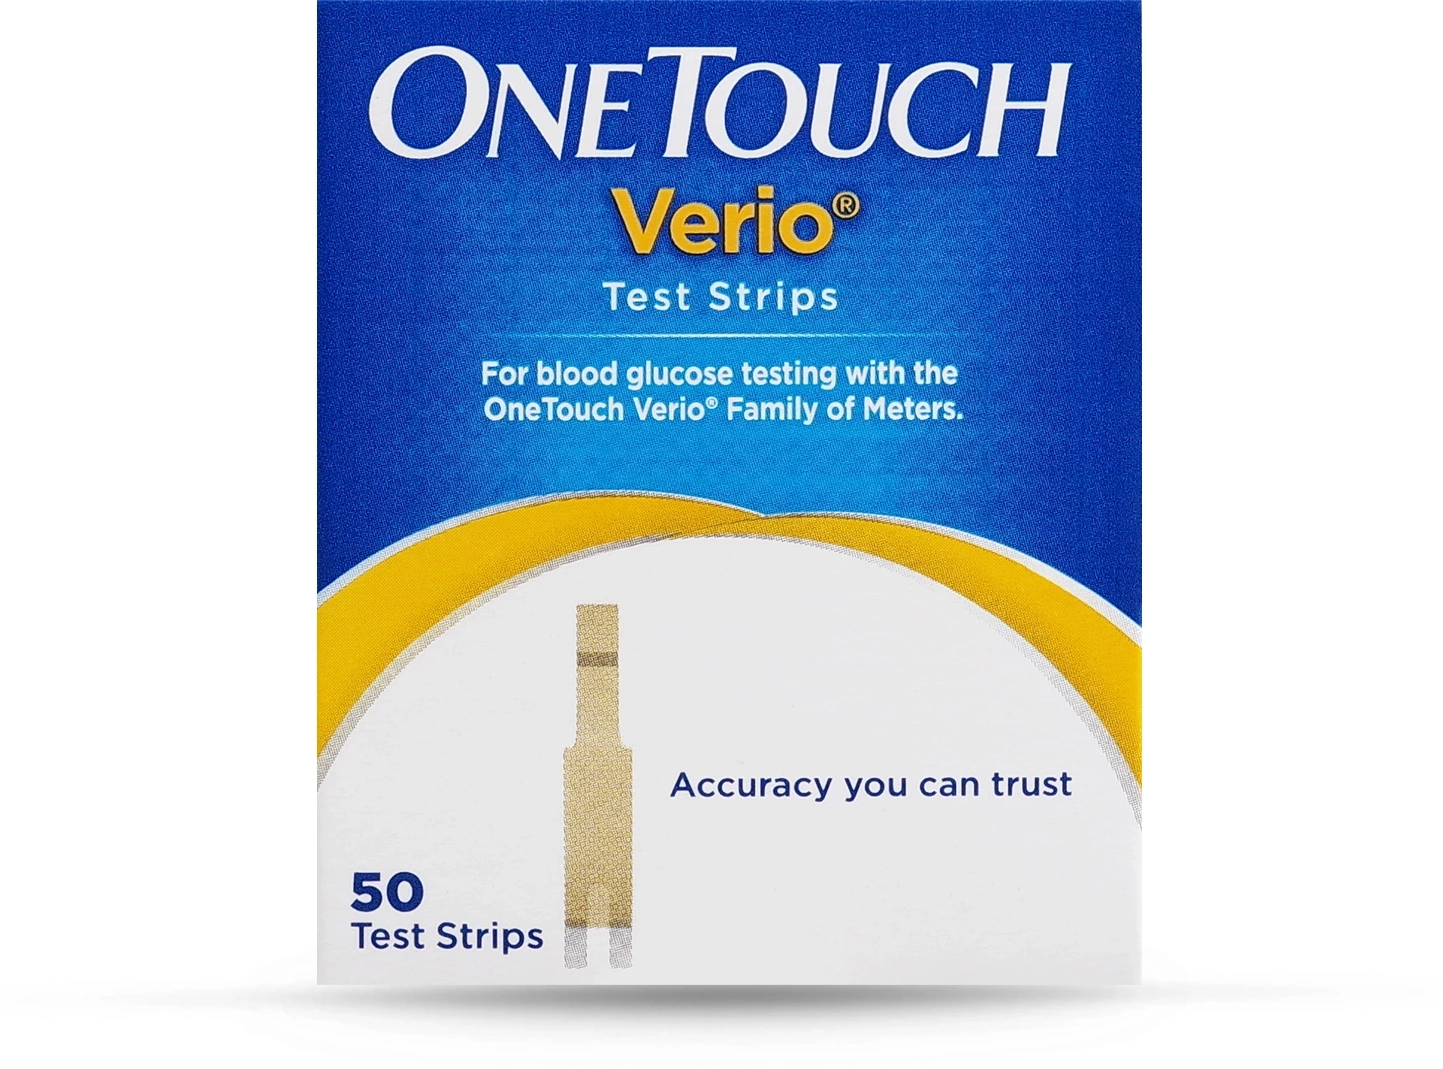 ONETOUCH
Verio®
Test Strips
For blood glucose testing with the
OneTouch Verio® Family of Meters.
Accuracy you can trust
50
Test Strips